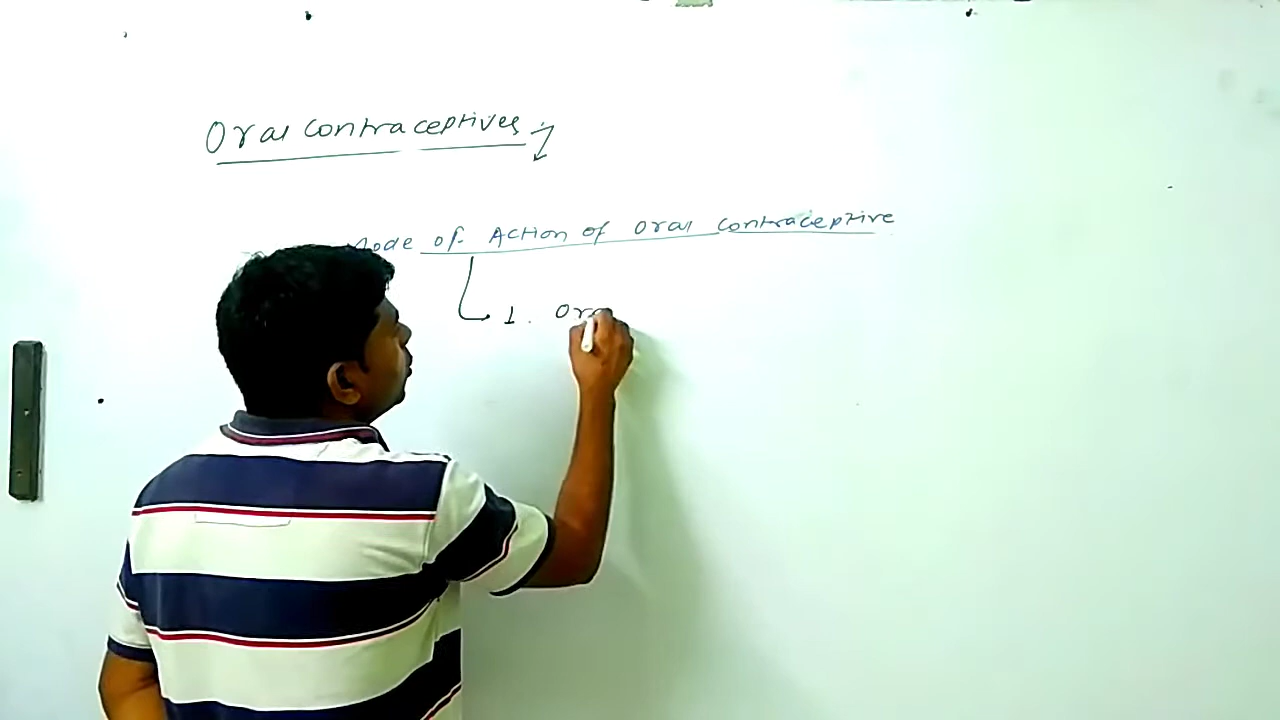 Oral contraceptives :-
Mode of Action of oral contraceptive
1. Ora